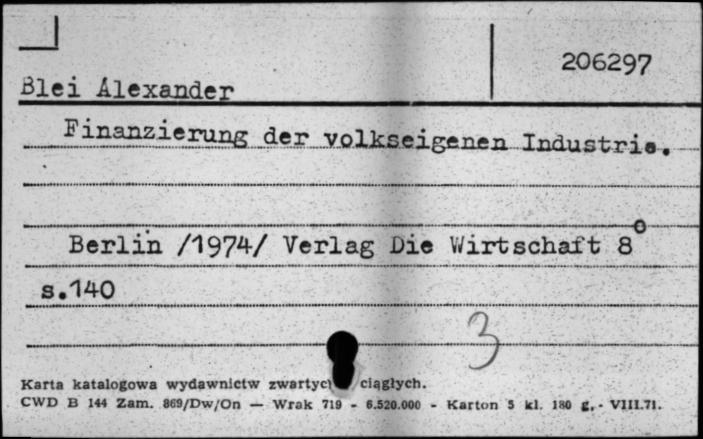 206297
Blei Alexander
Finanzierung der volkseigenen Industrie.
Berlin /1974/ Verlag Die Wirtschaft 8°
s.140
3
Karta katalogowa wydawnictw ciągłych.
CWD B 144 Zam. 869/Dw/On — Wrak 719 - 6.520.000 - Karton 5 kl. 180 g. - VIII.71.